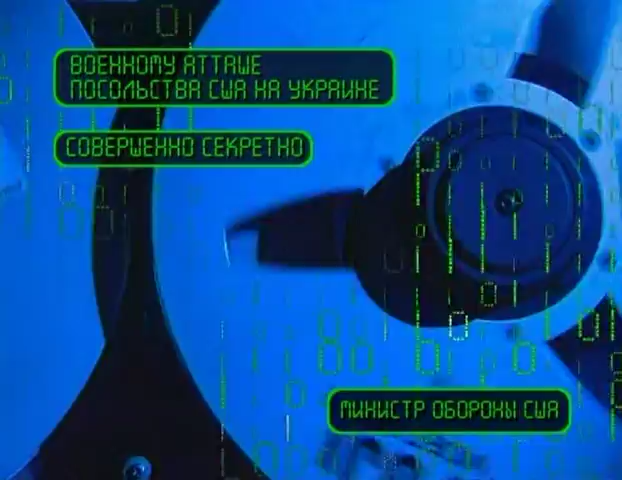 ВОЕННОМУ АТТАШЕ
ПОСОЛЬСТВА США НА УКРАИНЕ
СОВЕРШЕННО СЕКРЕТНО
МИНИСТР ОБОРОНЫ США